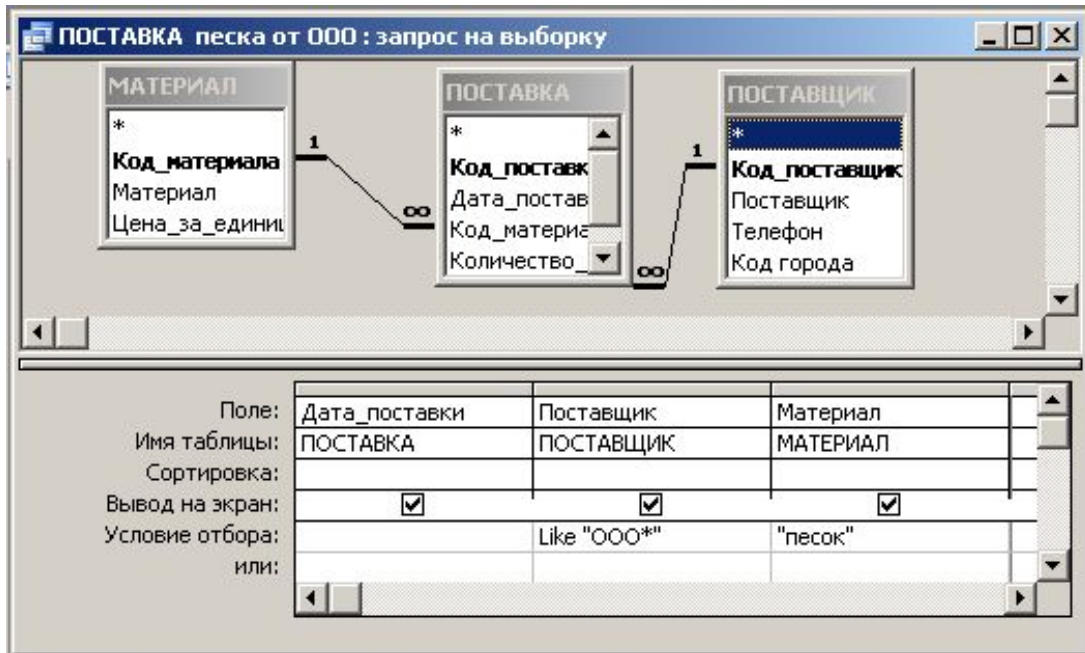 ПОСТАВКА песка от ООО : запрос на выборку
МАТЕРИАЛ
*
Код_материала
Материал
Цена_за_едини
1
∞
ПОСТАВКА
*
Код_поставк
Дата_постав
Код_материа
Количество_
1
∞
ПОСТАВЩИК
*
Код_поставщик
Поставщик
Телефон
Код города
Поле: Дата_поставки Поставщик Материал
Имя таблицы: ПОСТАВКА ПОСТАВЩИК МАТЕРИАЛ
Сортировка:
Вывод на экран:
Условие отбора: Like "ООО*" "песок"
или: